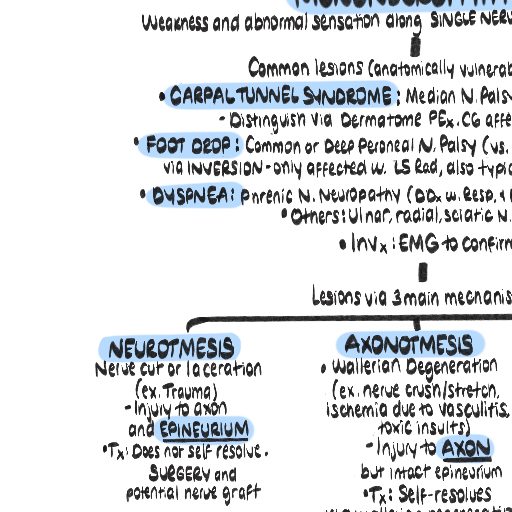 Weakness and abnormal sensation along SINGLE NERV
Common lesions (anatomically vulnerab
• CARPAL TUNNEL SYNDROME: Median N. Palsy
- Distinguish via Dermatome PEx. C6 affe
• FOOT DROP: Common or Deep Peroneal N. Palsy (vs.
via INVERSION - only affected w. L5 Rad, also typic
• DYSPNEA: Phrenic N. Neuropathy (DDx w. Resp,
• Others: Ulnar, radial, sciatic N.
• Invx: EMG to confirm
Lesions via 3 main mechanis
NEUROTMESIS
Nerve cut or laceration
(ex. Trauma)
- Injury to axon
and EPINEURIUM
• Tx: Does not self resolve.
SURGERY and
potential nerve graft
AXONOTMESIS
• Wallerian Degeneration
(ex. nerve crush/stretch,
ischemia due to vasculitis,
toxic insults)
- Injury to AXON
but intact epineurium
• Tx: Self-resolves